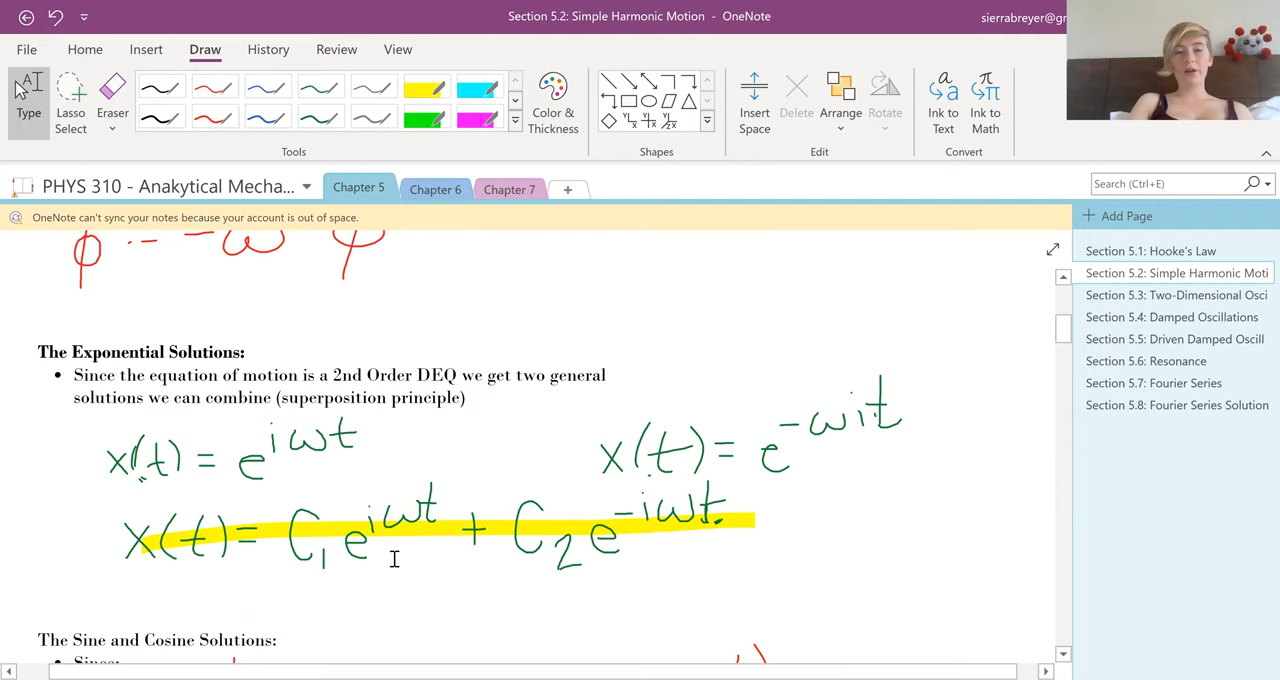 Section 5.2: Simple Harmonic Motion - OneNote
sierrabreyer@gr
File Home Insert Draw History Review View
Type
Lasso Select
Eraser
Color & Thickness
Insert Space
Delete
Arrange
Rotate
Ink to Text
Ink to Math
Tools
Shapes
Edit
Convert
PHYS 310 - Anakytical Mecha...
Chapter 5
Chapter 6
Chapter 7
Search (Ctrl+E)
OneNote can't sync your notes because your account is out of space.
Add Page
Section 5.1: Hooke's Law
Section 5.2: Simple Harmonic Moti
Section 5.3: Two-Dimensional Osci
Section 5.4: Damped Oscillations
Section 5.5: Driven Damped Oscill
Section 5.6: Resonance
Section 5.7: Fourier Series
Section 5.8: Fourier Series Solution
The Exponential Solutions:
• Since the equation of motion is a 2nd Order DEQ we get two general
solutions we can combine (superposition principle)
x(t) = e^{iωt}
x(t) = e^{-ωit}
x(t) = C₁e^{iωt} + C₂e^{-iωt}
The Sine and Cosine Solutions:
• Since: